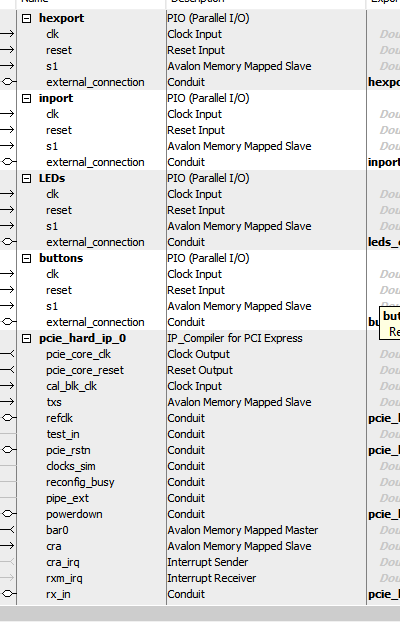 Name Description Export
hexport PIO (Parallel I/O)
clk Clock Input Dou
reset Reset Input Dou
s1 Avalon Memory Mapped Slave Dou
external_connection Conduit hexpo
inport PIO (Parallel I/O)
clk Clock Input Dou
reset Reset Input Dou
s1 Avalon Memory Mapped Slave Dou
external_connection Conduit inport
LEDs PIO (Parallel I/O)
clk Clock Input Dou
reset Reset Input Dou
s1 Avalon Memory Mapped Slave Dou
external_connection Conduit leds_
buttons PIO (Parallel I/O)
clk Clock Input Dou
reset Reset Input Dou
s1 Avalon Memory Mapped Slave but
external_connection Conduit bu Re
pcie_hard_ip_0 IP_Compiler for PCI Express
pcie_core_clk Clock Output Dou
pcie_core_reset Reset Output Dou
cal_blk_clk Clock Input Dou
txs Avalon Memory Mapped Slave Dou
refclk Conduit pcie_
test_in Conduit Dou
pcie_rstn Conduit pcie_
clocks_sim Conduit Dou
reconfig_busy Conduit Dou
pipe_ext Conduit Dou
powerdown Conduit pcie_
bar0 Avalon Memory Mapped Master Dou
cra Avalon Memory Mapped Slave Dou
cra_irq Interrupt Sender Dou
rxm_irq Interrupt Receiver Dou
rx_in Conduit pcie_